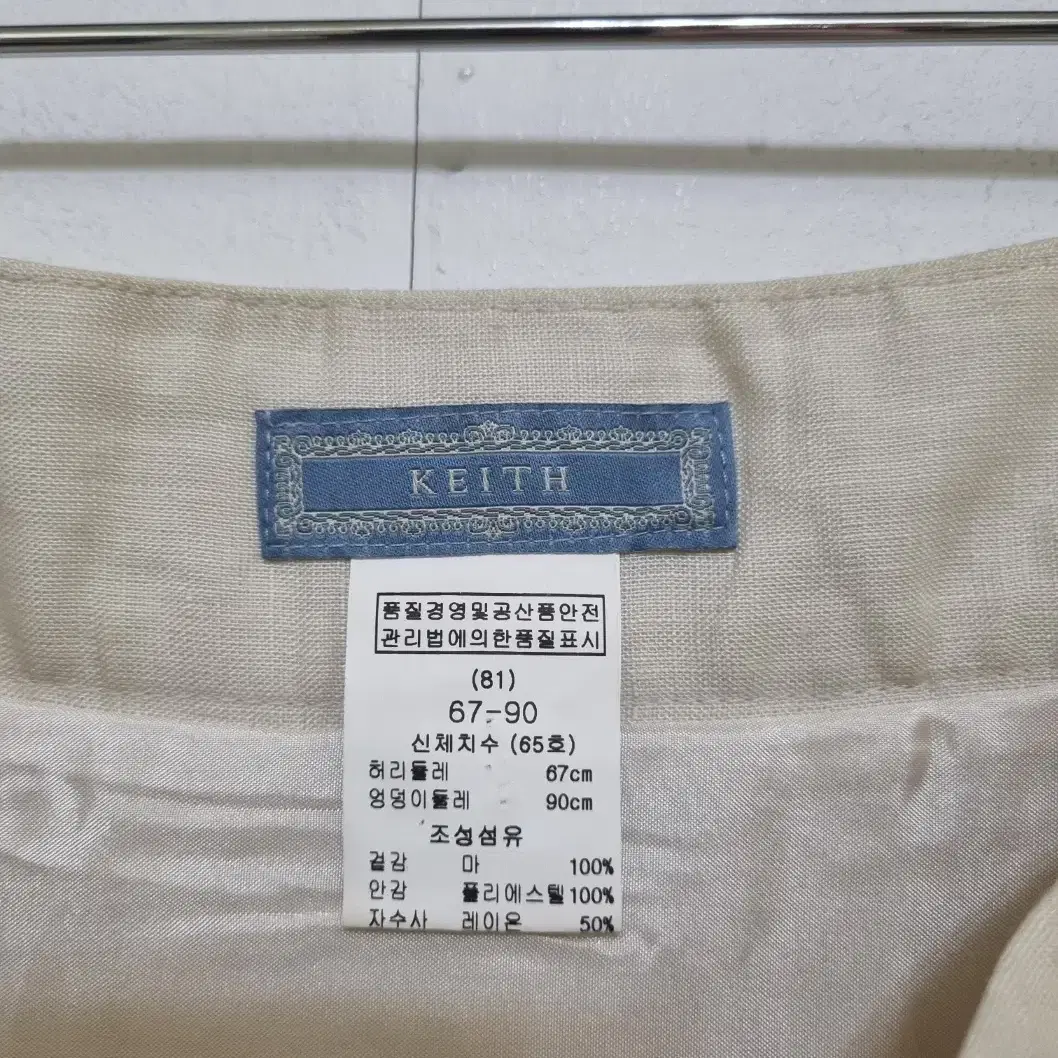 KEITH
품질경영및공산품안전
관리법에의한품질표시
(81)
67-90
신체치수 (65호)
허리둘레 67cm
엉덩이둘레 90cm
조성섬유
겉감 마 100%
안감 폴리에스텔 100%
자수사 레이온 50%